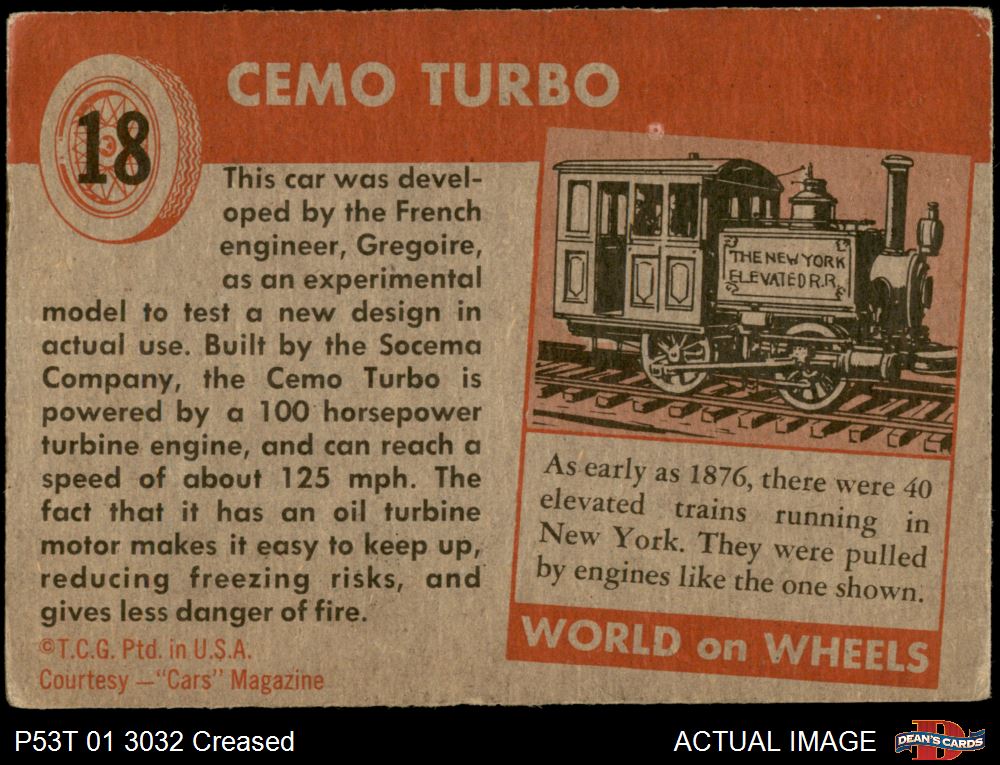 18
CEMO TURBO
This car was devel-
oped by the French
engineer, Gregoire,
as an experimental
model to test a new design in
actual use. Built by the Socema
Company, the Cemo Turbo is
powered by a 100 horsepower
turbine engine, and can reach a
speed of about 125 mph. The
fact that it has an oil turbine
motor makes it easy to keep up,
reducing freezing risks, and
gives less danger of fire.
©T.C.G. Ptd. in U.S.A.
Courtesy —"Cars" Magazine
THE NEW YORK
ELEVATED R.R.
As early as 1876, there were 40
elevated trains running in
New York. They were pulled
by engines like the one shown.
WORLD on WHEELS
P53T 01 3032 Creased
ACTUAL IMAGE
D
DEAN'S CARDS